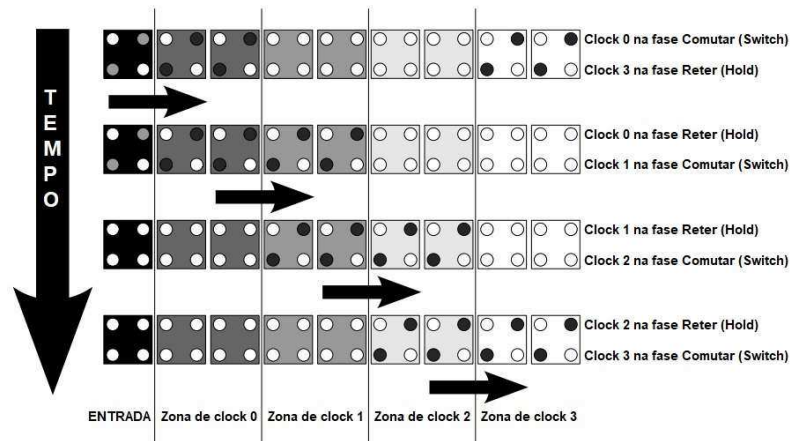 TEMPO
Clock 0 na fase Comutar (Switch)
Clock 3 na fase Reter (Hold)
Clock 0 na fase Reter (Hold)
Clock 1 na fase Comutar (Switch)
Clock 1 na fase Reter (Hold)
Clock 2 na fase Comutar (Switch)
Clock 2 na fase Reter (Hold)
Clock 3 na fase Comutar (Switch)
ENTRADA
Zona de clock 0
Zona de clock 1
Zona de clock 2
Zona de clock 3